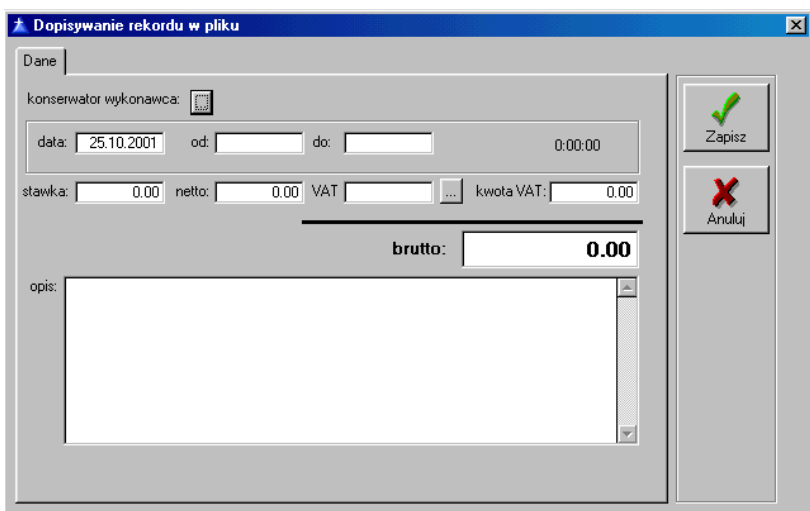 Dopisywanie rekordu w pliku
Dane
konserwator wykonawca:
data: 25.10.2001 od: do: 0:00:00
stawka: 0.00 netto: 0.00 VAT ... kwota VAT: 0.00
brutto: 0.00
opis:
Zapisz
Anuluj